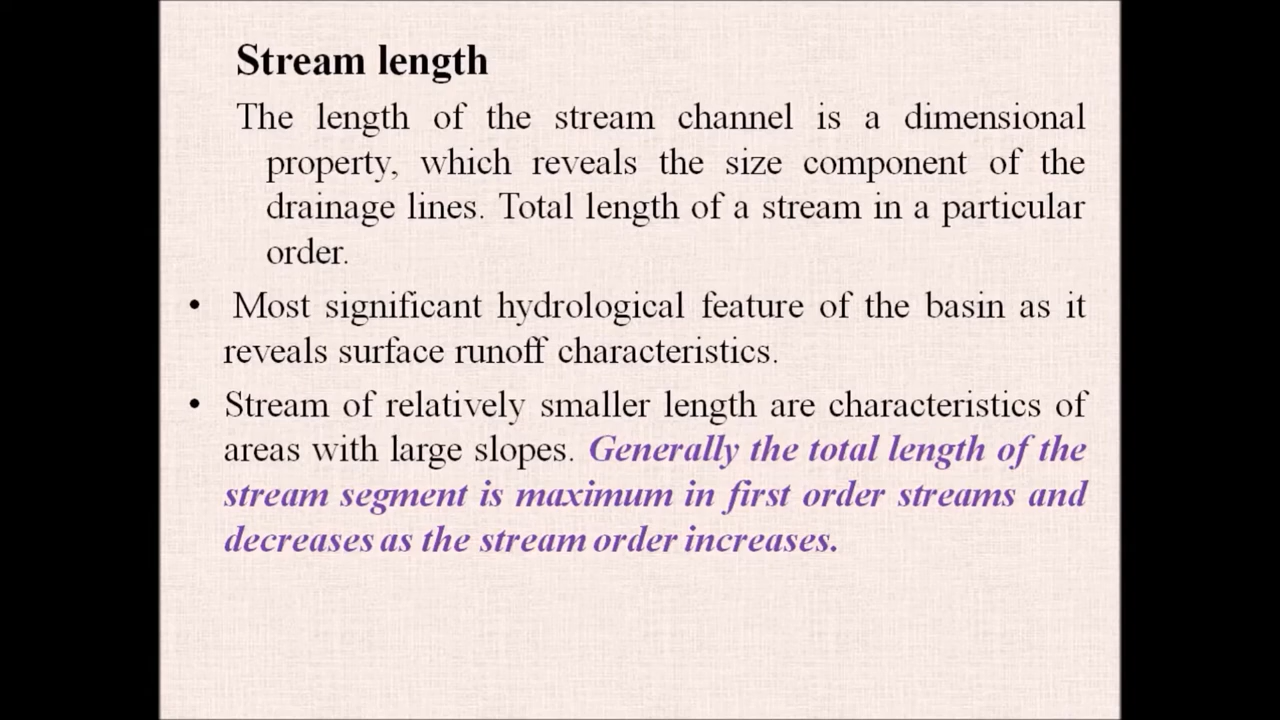 Stream length
The length of the stream channel is a dimensional
property, which reveals the size component of the
drainage lines. Total length of a stream in a particular
order.
• Most significant hydrological feature of the basin as it
reveals surface runoff characteristics.
• Stream of relatively smaller length are characteristics of
areas with large slopes. Generally the total length of the
stream segment is maximum in first order streams and
decreases as the stream order increases.